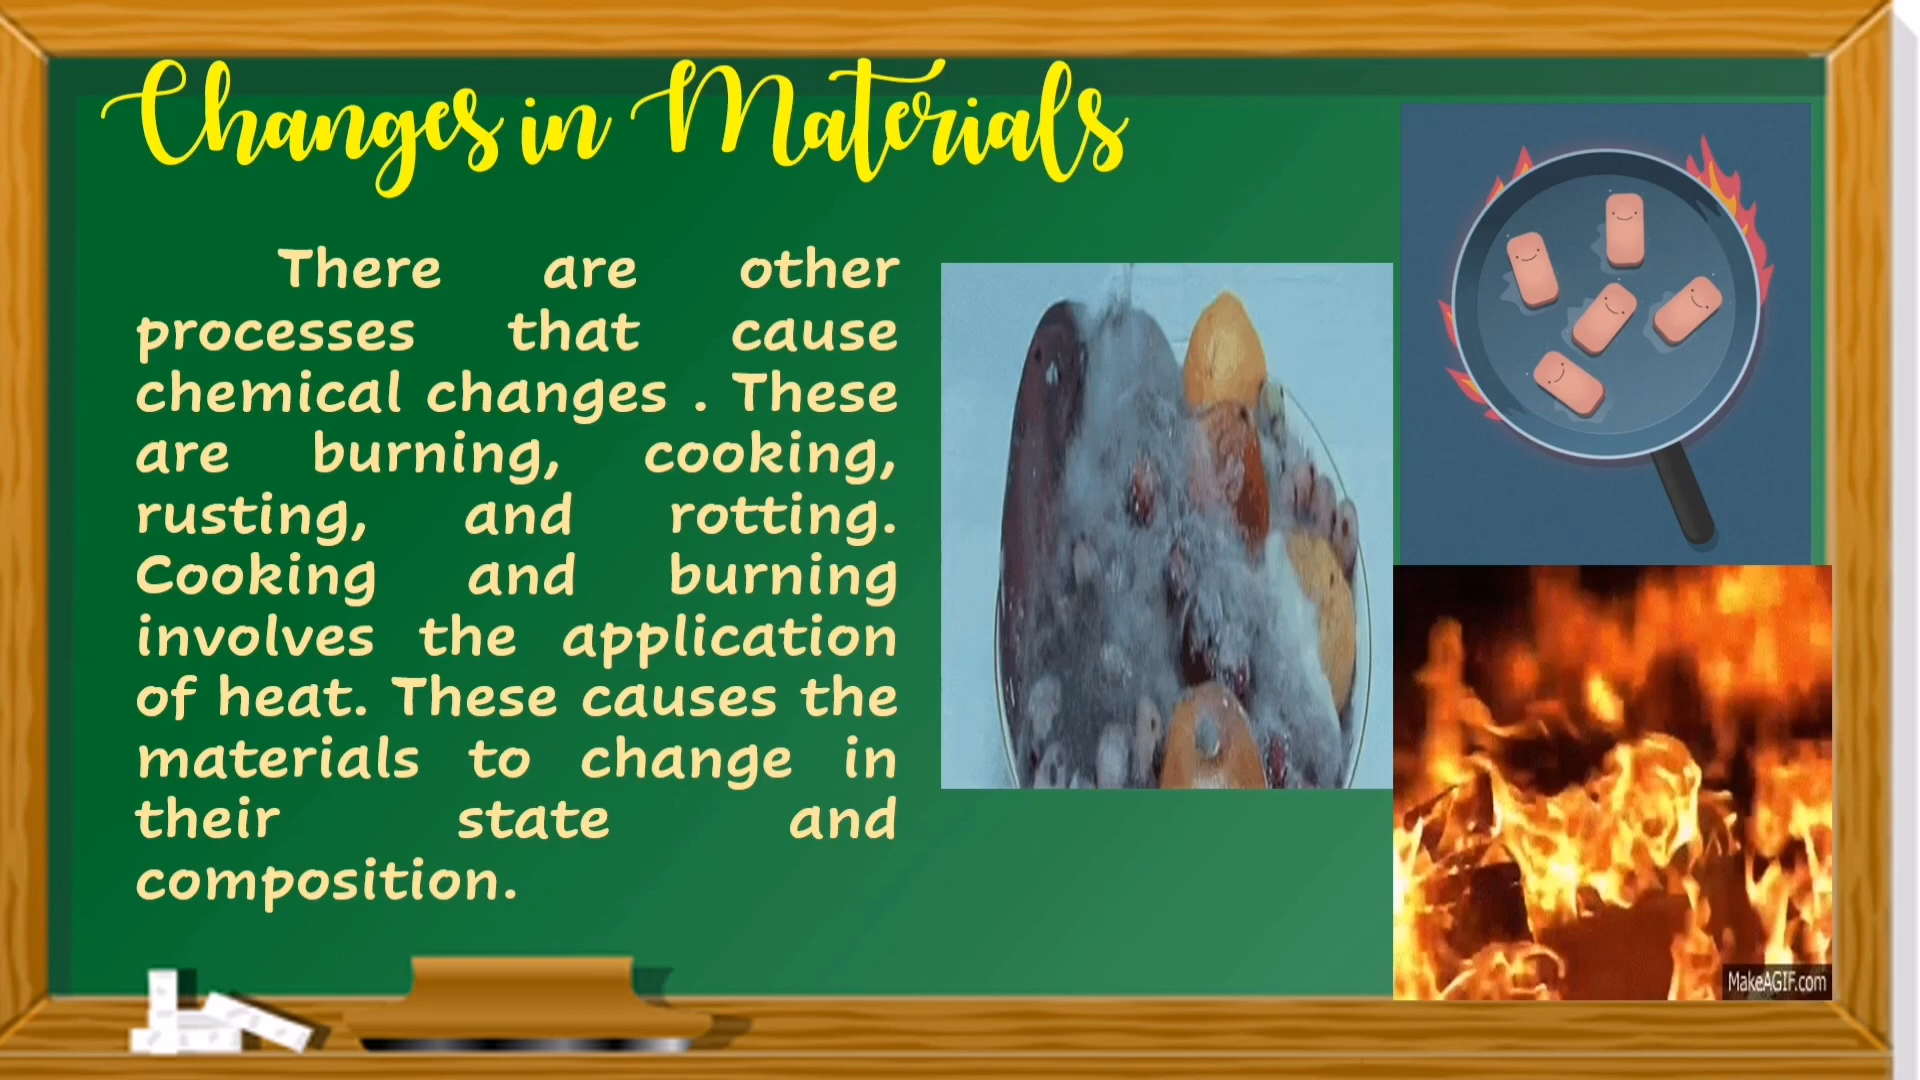 Changes in Materials
There are other
processes that cause
chemical changes . These
are burning, cooking,
rusting, and rotting.
Cooking and burning
involves the application
of heat. These causes the
materials to change in
their state and
composition.
MakeAGIF.com